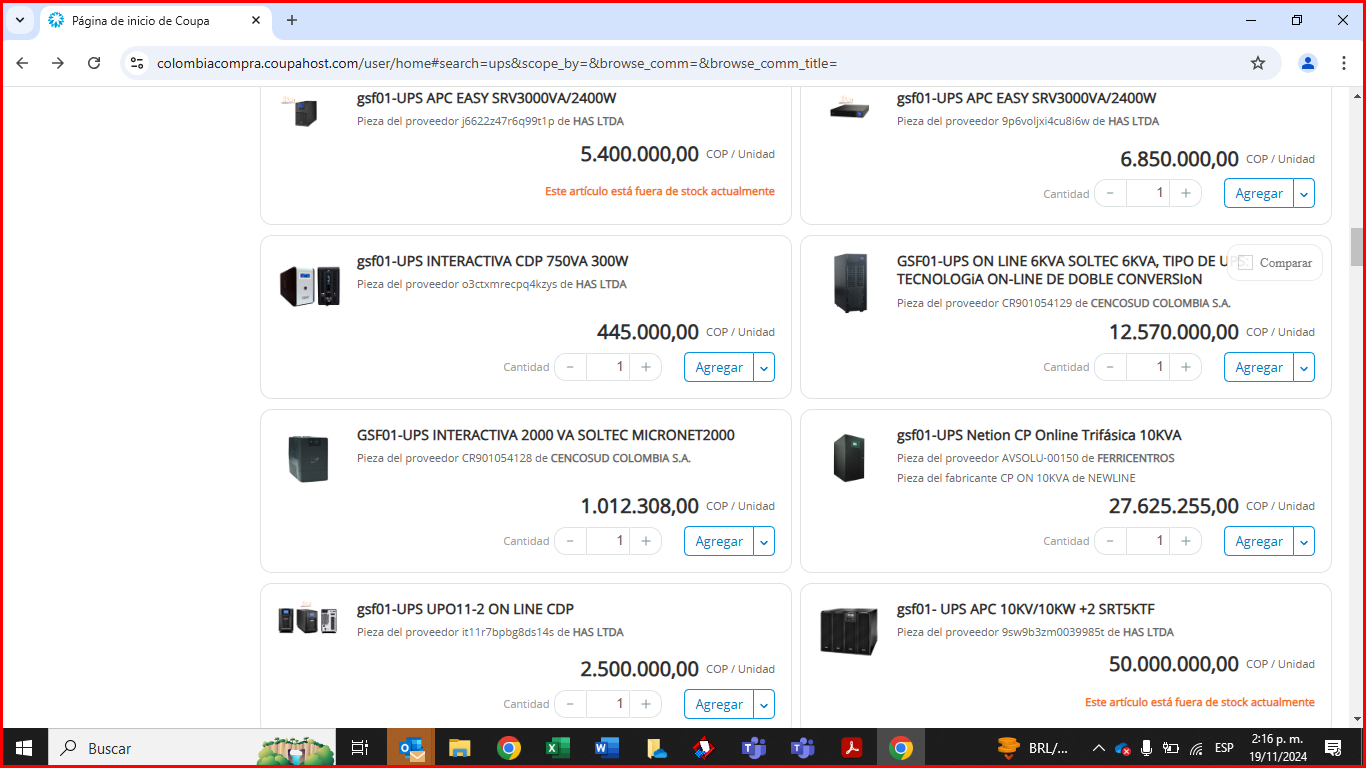 Página de inicio de Coupa
colombiacompra.coupahost.com/user/home#search=ups&scope_by=&browse_comm=&browse_comm_title=
gsf01-UPS APC EASY SRV3000VA/2400W
Pieza del proveedor j6622z47r6q99t1p de HAS LTDA
5.400.000,00 COP / Unidad
Este artículo está fuera de stock actualmente
gsf01-UPS APC EASY SRV3000VA/2400W
Pieza del proveedor 9p6voljxi4cu8i6w de HAS LTDA
6.850.000,00 COP / Unidad
Cantidad − 1 + Agregar
gsf01-UPS INTERACTIVA CDP 750VA 300W
Pieza del proveedor o3ctxmrecpq4kzys de HAS LTDA
445.000,00 COP / Unidad
Cantidad − 1 + Agregar
GSF01-UPS ON LINE 6KVA SOLTEC 6KVA, TIPO DE UPS:
Comparar
TECNOLOGiA ON-LINE DE DOBLE CONVERSIoN
Pieza del proveedor CR901054129 de CENCOSUD COLOMBIA S.A.
12.570.000,00 COP / Unidad
Cantidad − 1 + Agregar
GSF01-UPS INTERACTIVA 2000 VA SOLTEC MICRONET2000
Pieza del proveedor CR901054128 de CENCOSUD COLOMBIA S.A.
1.012.308,00 COP / Unidad
Cantidad − 1 + Agregar
gsf01-UPS Netion CP Online Trifásica 10KVA
Pieza del proveedor AVSOLU-00150 de FERRICENTROS
Pieza del fabricante CP ON 10KVA de NEWLINE
27.625.255,00 COP / Unidad
Cantidad − 1 + Agregar
gsf01-UPS UPO11-2 ON LINE CDP
Pieza del proveedor it11r7bpbg8ds14s de HAS LTDA
2.500.000,00 COP / Unidad
Cantidad − 1 + Agregar
gsf01- UPS APC 10KV/10KW +2 SRT5KTF
Pieza del proveedor 9sw9b3zm0039985t de HAS LTDA
50.000.000,00 COP / Unidad
Este artículo está fuera de stock actualmente
Buscar
BRL/...
ESP
2:16 p. m.
19/11/2024